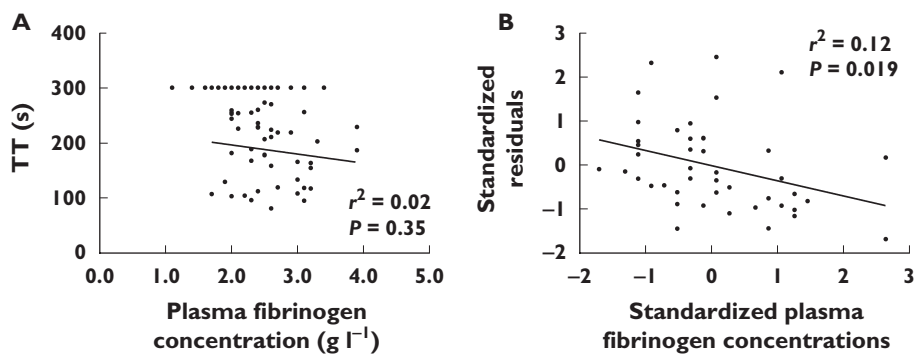 A
400
300
200
100
0
TT (s)
r² = 0.02
P = 0.35
0.0 1.0 2.0 3.0 4.0 5.0
Plasma fibrinogen
concentration (g l⁻¹)
B
3
2
1
0
−1
−2
Standardized
residuals
r² = 0.12
P = 0.019
−2 −1 0 1 2 3
Standardized plasma
fibrinogen concentrations